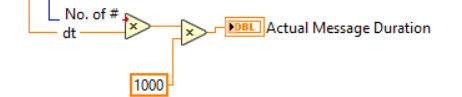 No. of #
dt
x
x
DBL
Actual Message Duration
1000